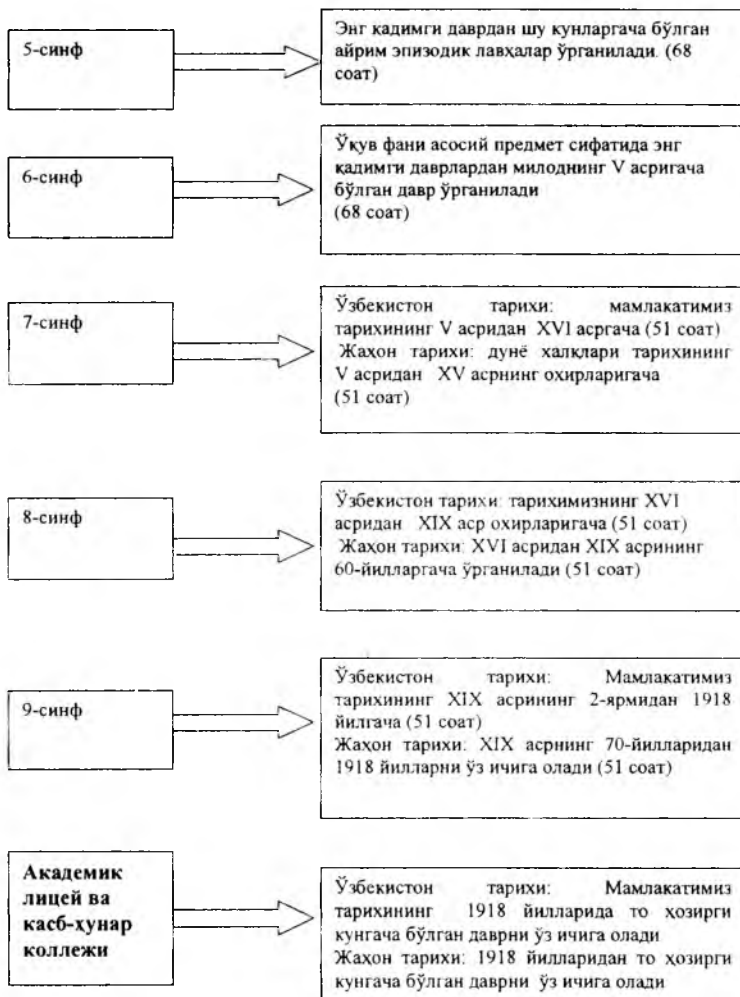 5-синф
Энг қадимги даврдан шу кунларгача бўлган
айрим эпизодик лавҳалар ўрганилади. (68
соат)
6-синф
Ўқув фани асосий предмет сифатида энг
қадимги даврлардан милоднинг V асригача
бўлган давр ўрганилади
(68 соат)
7-синф
Ўзбекистон тарихи: мамлакатимиз
тарихининг V асридан XVI асргача (51 соат)
Жаҳон тарихи: дунё халқлари тарихининг
V асридан XV асрнинг охирларигача
(51 соат)
8-синф
Ўзбекистон тарихи: тарихимизнинг XVI
асридан XIX аср охирларигача (51 соат)
Жаҳон тарихи: XVI асридан XIX асрининг
60-йилларгача ўрганилади (51 соат)
9-синф
Ўзбекистон тарихи: Мамлакатимиз
тарихининг XIX асрининг 2-ярмидан 1918
йилгача (51 соат)
Жаҳон тарихи: XIX асрнинг 70-йилларидан
1918 йилларни ўз ичига олади (51 соат)
Академик
лицей ва
касб-ҳунар
коллежи
Ўзбекистон тарихи: Мамлакатимиз
тарихининг 1918 йилларида то ҳозирги
кунгача бўлган даврни ўз ичига олади
Жаҳон тарихи: 1918 йилларидан то ҳозирги
кунгача бўлган даврни ўз ичига олади